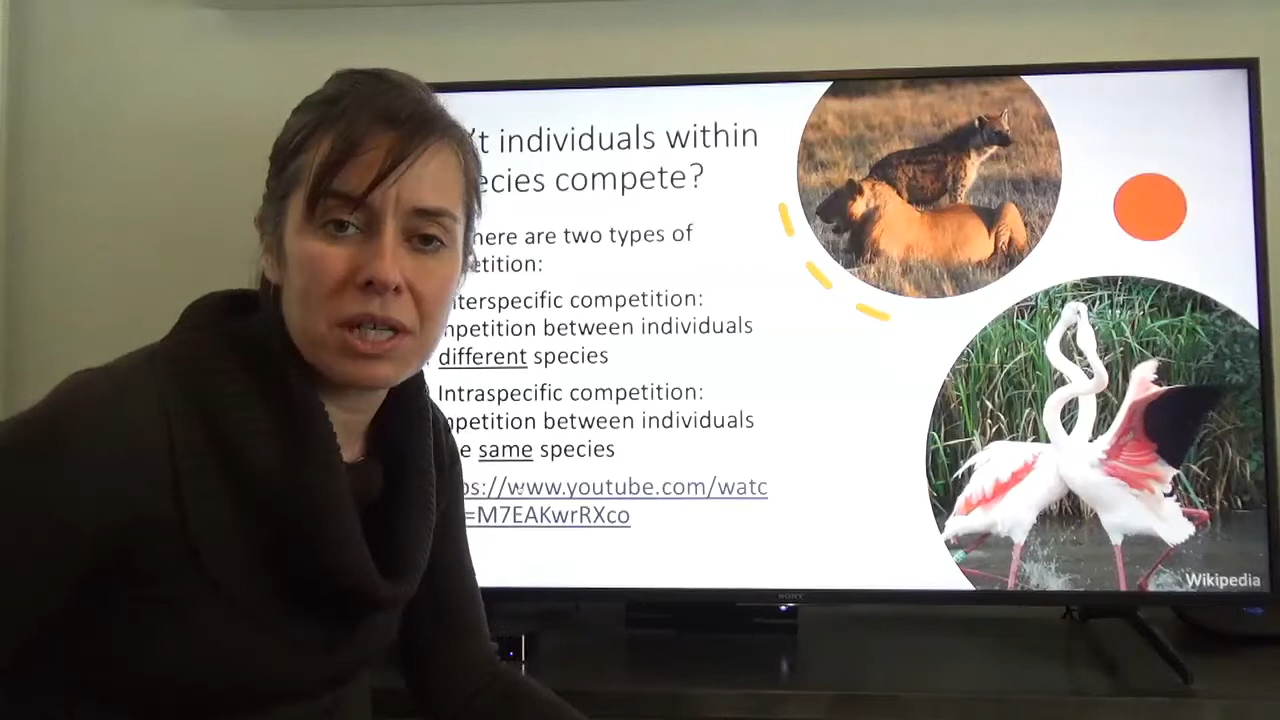 't individuals within
ecies compete?
here are two types of
etition:
nterspecific competition:
mpetition between individuals
different species
Intraspecific competition:
mpetition between individuals
e same species
ps://www.youtube.com/watc
=M7EAKwrRXco
Wikipedia
SONY